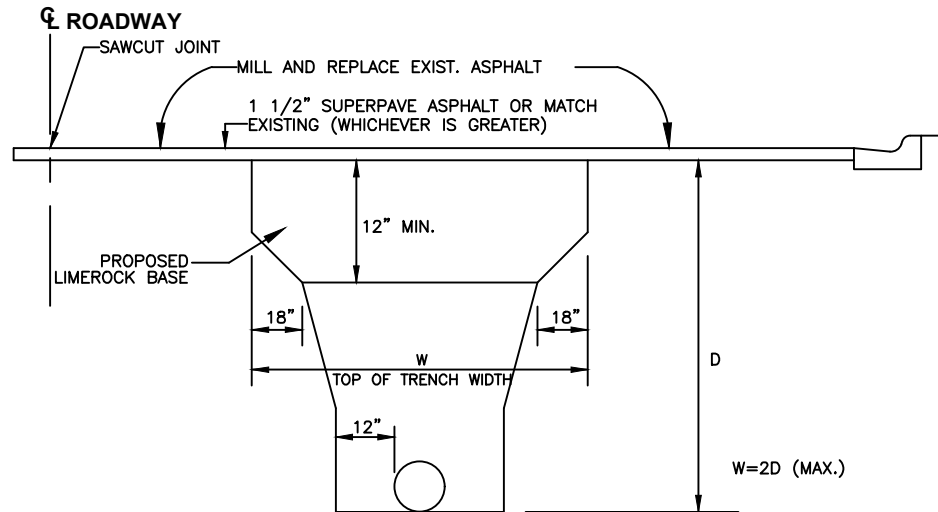 ℄ ROADWAY
SAWCUT JOINT
MILL AND REPLACE EXIST. ASPHALT
1 1/2" SUPERPAVE ASPHALT OR MATCH
EXISTING (WHICHEVER IS GREATER)
12" MIN.
PROPOSED
LIMEROCK BASE
18"
18"
W
TOP OF TRENCH WIDTH
D
12"
W=2D (MAX.)